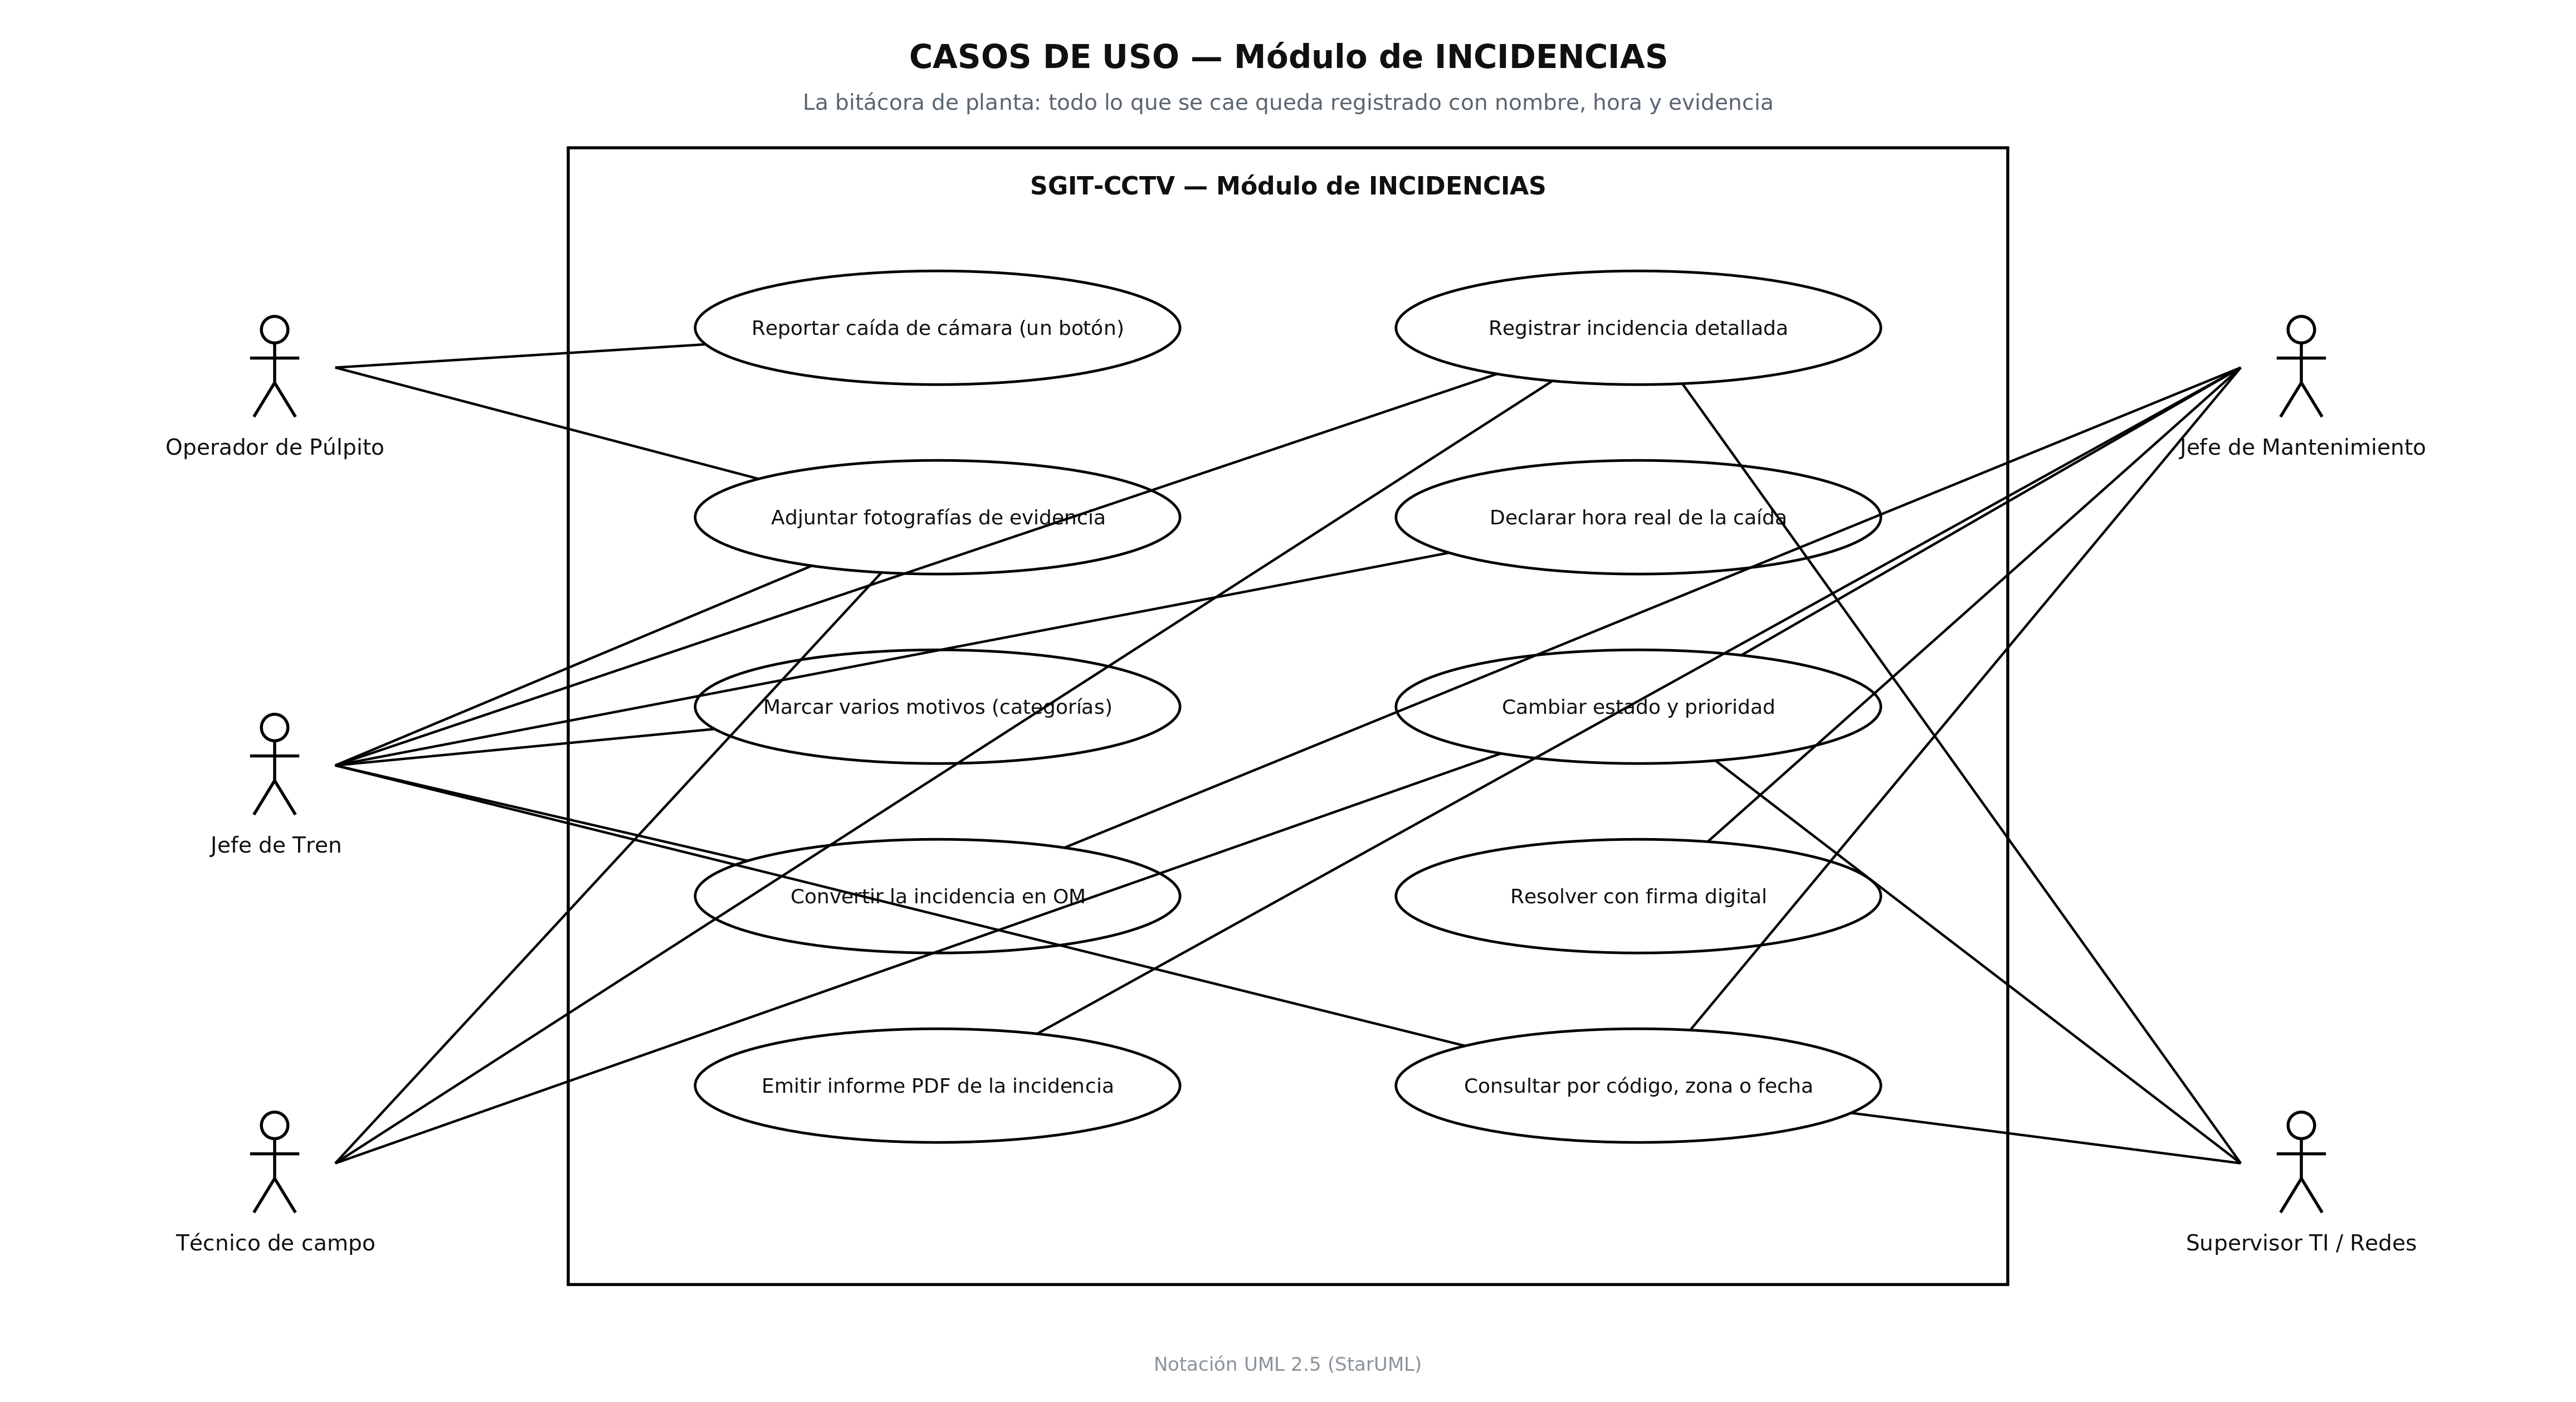 CASOS DE USO — Módulo de INCIDENCIAS
La bitácora de planta: todo lo que se cae queda registrado con nombre, hora y evidencia
SGIT-CCTV — Módulo de INCIDENCIAS
Reportar caída de cámara (un botón)
Registrar incidencia detallada
Operador de Púlpito
Jefe de Mantenimiento
Adjuntar fotografías de evidencia
Declarar hora real de la caída
Marcar varios motivos (categorías)
Cambiar estado y prioridad
Jefe de Tren
Convertir la incidencia en OM
Resolver con firma digital
Emitir informe PDF de la incidencia
Consultar por código, zona o fecha
Técnico de campo
Supervisor TI / Redes
Notación UML 2.5 (StarUML)